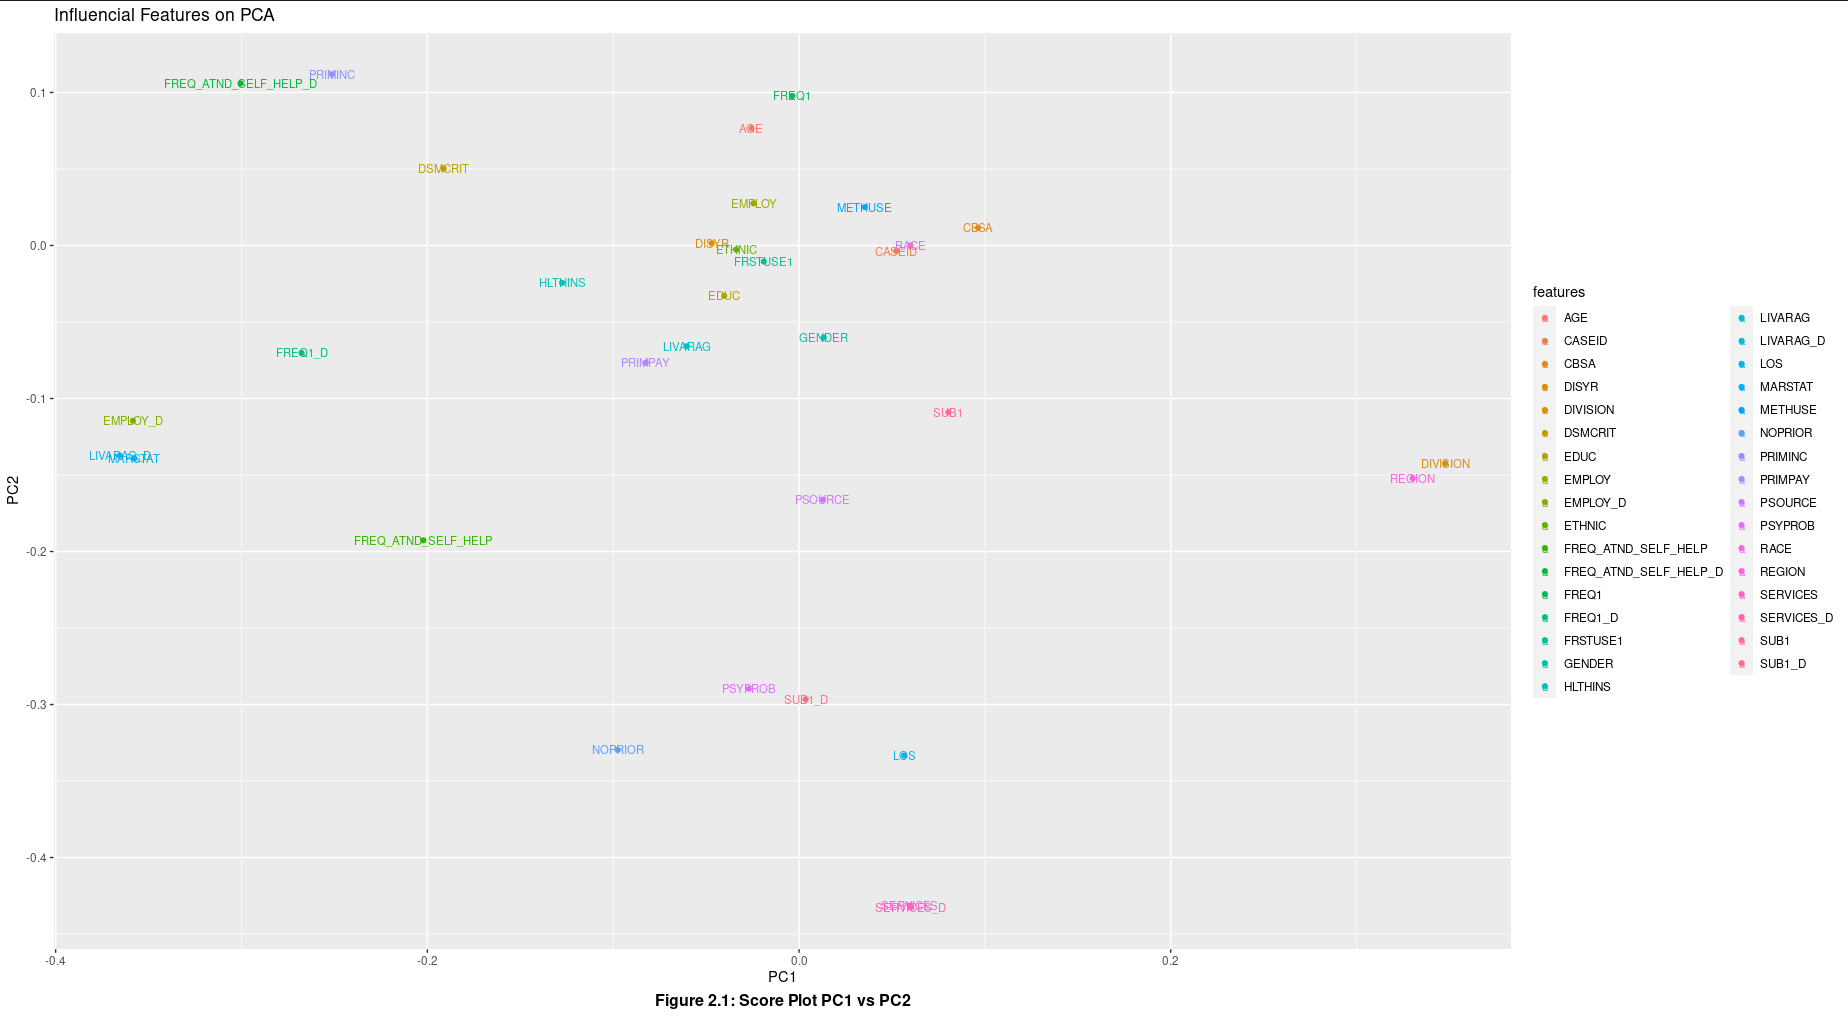 Influencial Features on PCA
PRIMINC
FREQ_ATND_SELF_HELP_D
0.1
FREQ1
AGE
DSMCRIT
EMPLOY
METHUSE
CBSA
DISYR
0.0
RACE
ETHNIC
CASEID
FRSTUSE1
HLTHINS
EDUC
GENDER
LIVARAG
FREQ1_D
PRIMPAY
-0.1
SUB1
EMPLOY_D
LIVARAG_D
MARSTAT
DIVISION
REGION
PC2
PSOURCE
FREQ_ATND_SELF_HELP
-0.2
PSYPROB
SUB1_D
-0.3
NOPRIOR
LOS
-0.4
SERVICES
SERVICES_D
-0.4
-0.2
0.0
0.2
PC1
Figure 2.1: Score Plot PC1 vs PC2
features
AGE
CASEID
CBSA
DISYR
DIVISION
DSMCRIT
EDUC
EMPLOY
EMPLOY_D
ETHNIC
FREQ_ATND_SELF_HELP
FREQ_ATND_SELF_HELP_D
FREQ1
FREQ1_D
FRSTUSE1
GENDER
HLTHINS
LIVARAG
LIVARAG_D
LOS
MARSTAT
METHUSE
NOPRIOR
PRIMINC
PRIMPAY
PSOURCE
PSYPROB
RACE
REGION
SERVICES
SERVICES_D
SUB1
SUB1_D